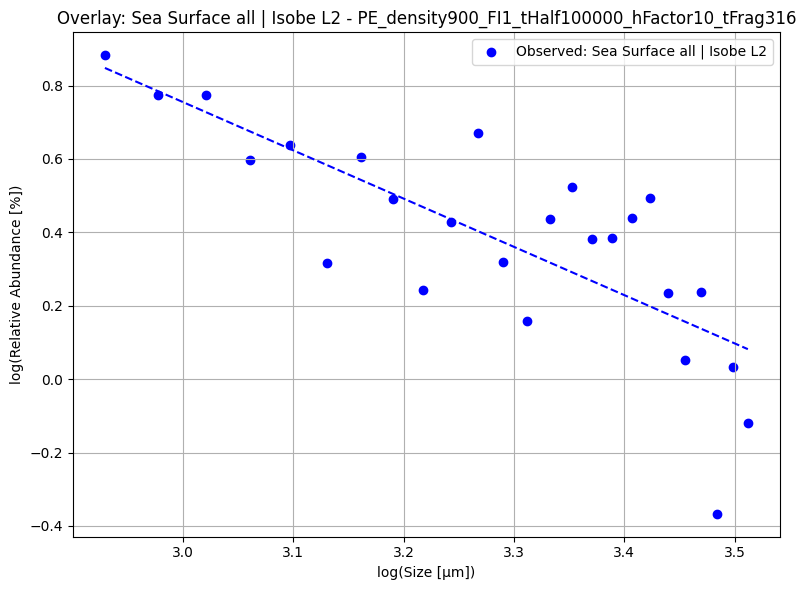 Overlay: Sea Surface all | Isobe L2 - PE_density900_FI1_tHalf100000_hFactor10_tFrag316
Observed: Sea Surface all | Isobe L2
log(Relative Abundance [%])
0.8
0.6
0.4
0.2
0.0
−0.2
−0.4
3.0 3.1 3.2 3.3 3.4 3.5
log(Size [µm])